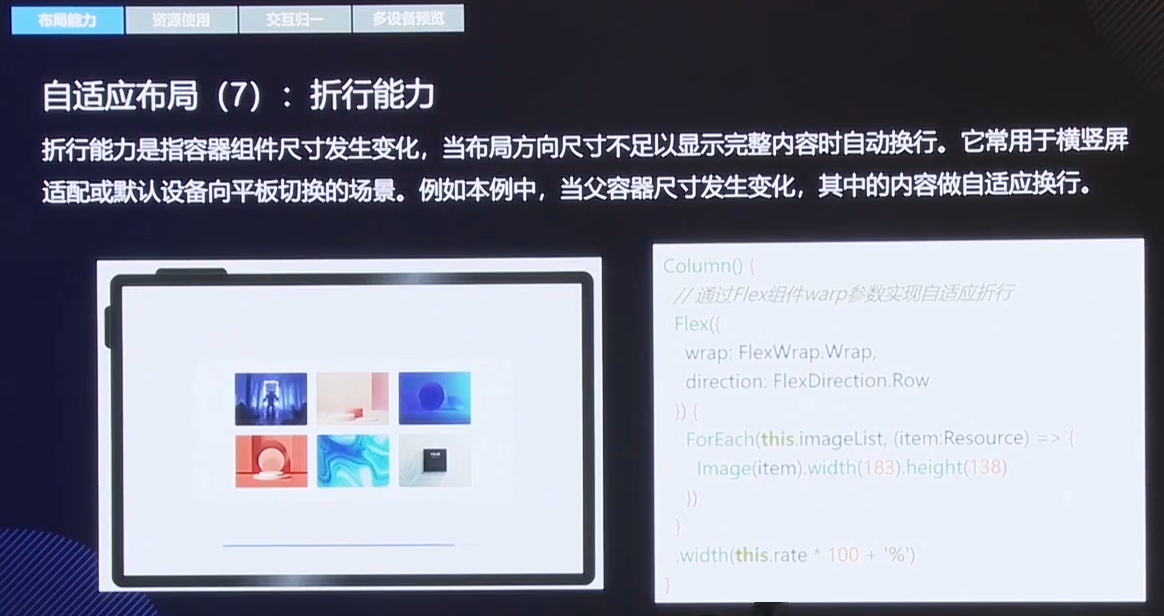 布局能力 资源使用 交互归一 多设备预览
自适应布局（7）：折行能力
折行能力是指容器组件尺寸发生变化，当布局方向尺寸不足以显示完整内容时自动换行。它常用于横竖屏
适配或默认设备向平板切换的场景。例如本例中，当父容器尺寸发生变化，其中的内容做自适应换行。
Column() {
// 通过Flex组件warp参数实现自适应折行
Flex({
wrap: FlexWrap.Wrap,
direction: FlexDirection.Row
}) {
ForEach(this.imageList, (item:Resource) => {
Image(item).width(183).height(138)
})
}
.width(this.rate * 100 + '%')
}